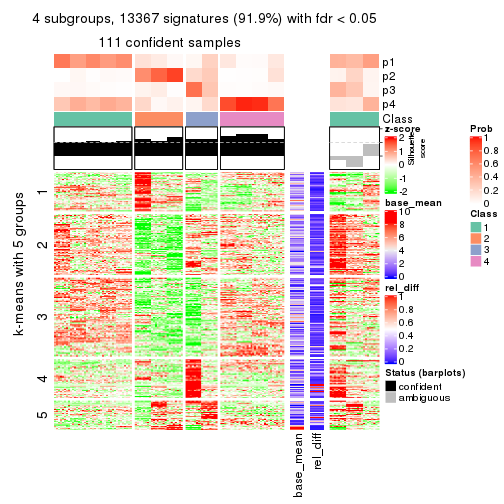 4 subgroups, 13367 signatures (91.9%) with fdr < 0.05
111 confident samples
p1
p2
p3
p4
Class
Silhouette score
1
2
3
4
5
k-means with 5 groups
base_mean
rel_diff
z-score
2
1
0
-1
-2
base_mean
10
8
6
4
2
0
rel_diff
1
0.8
0.6
0.4
0.2
0
Status (barplots)
confident
ambiguous
Prob
1
0.8
0.6
0.4
0.2
0
Class
1
2
3
4